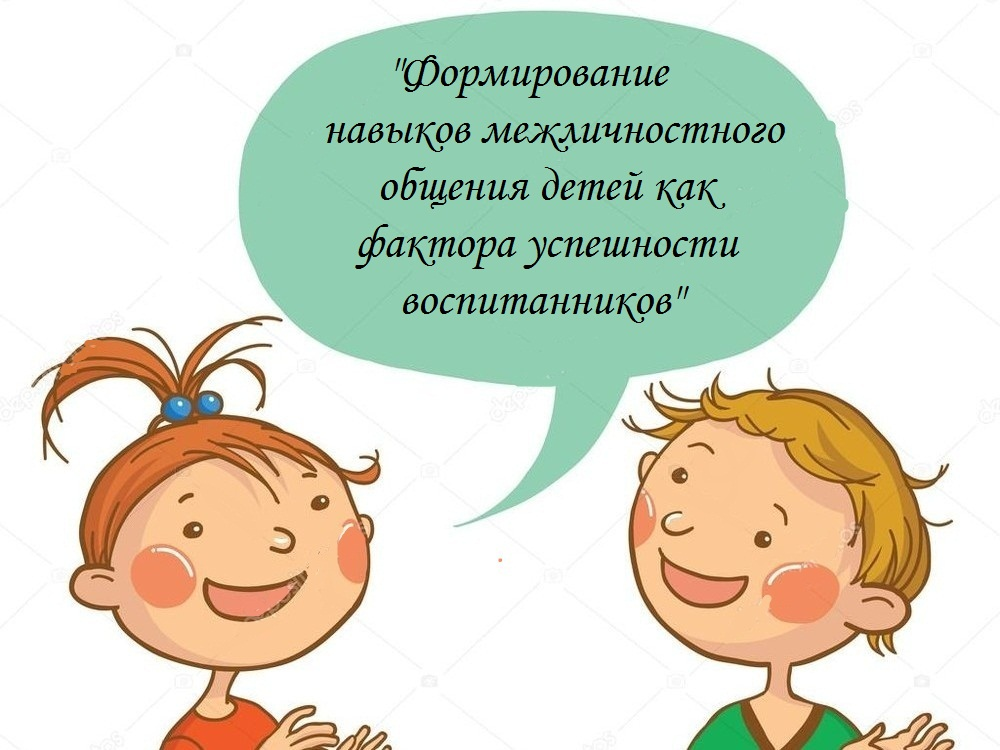 "Формирование
навыков межличностного
общения детей как
фактора успешности
воспитанников"